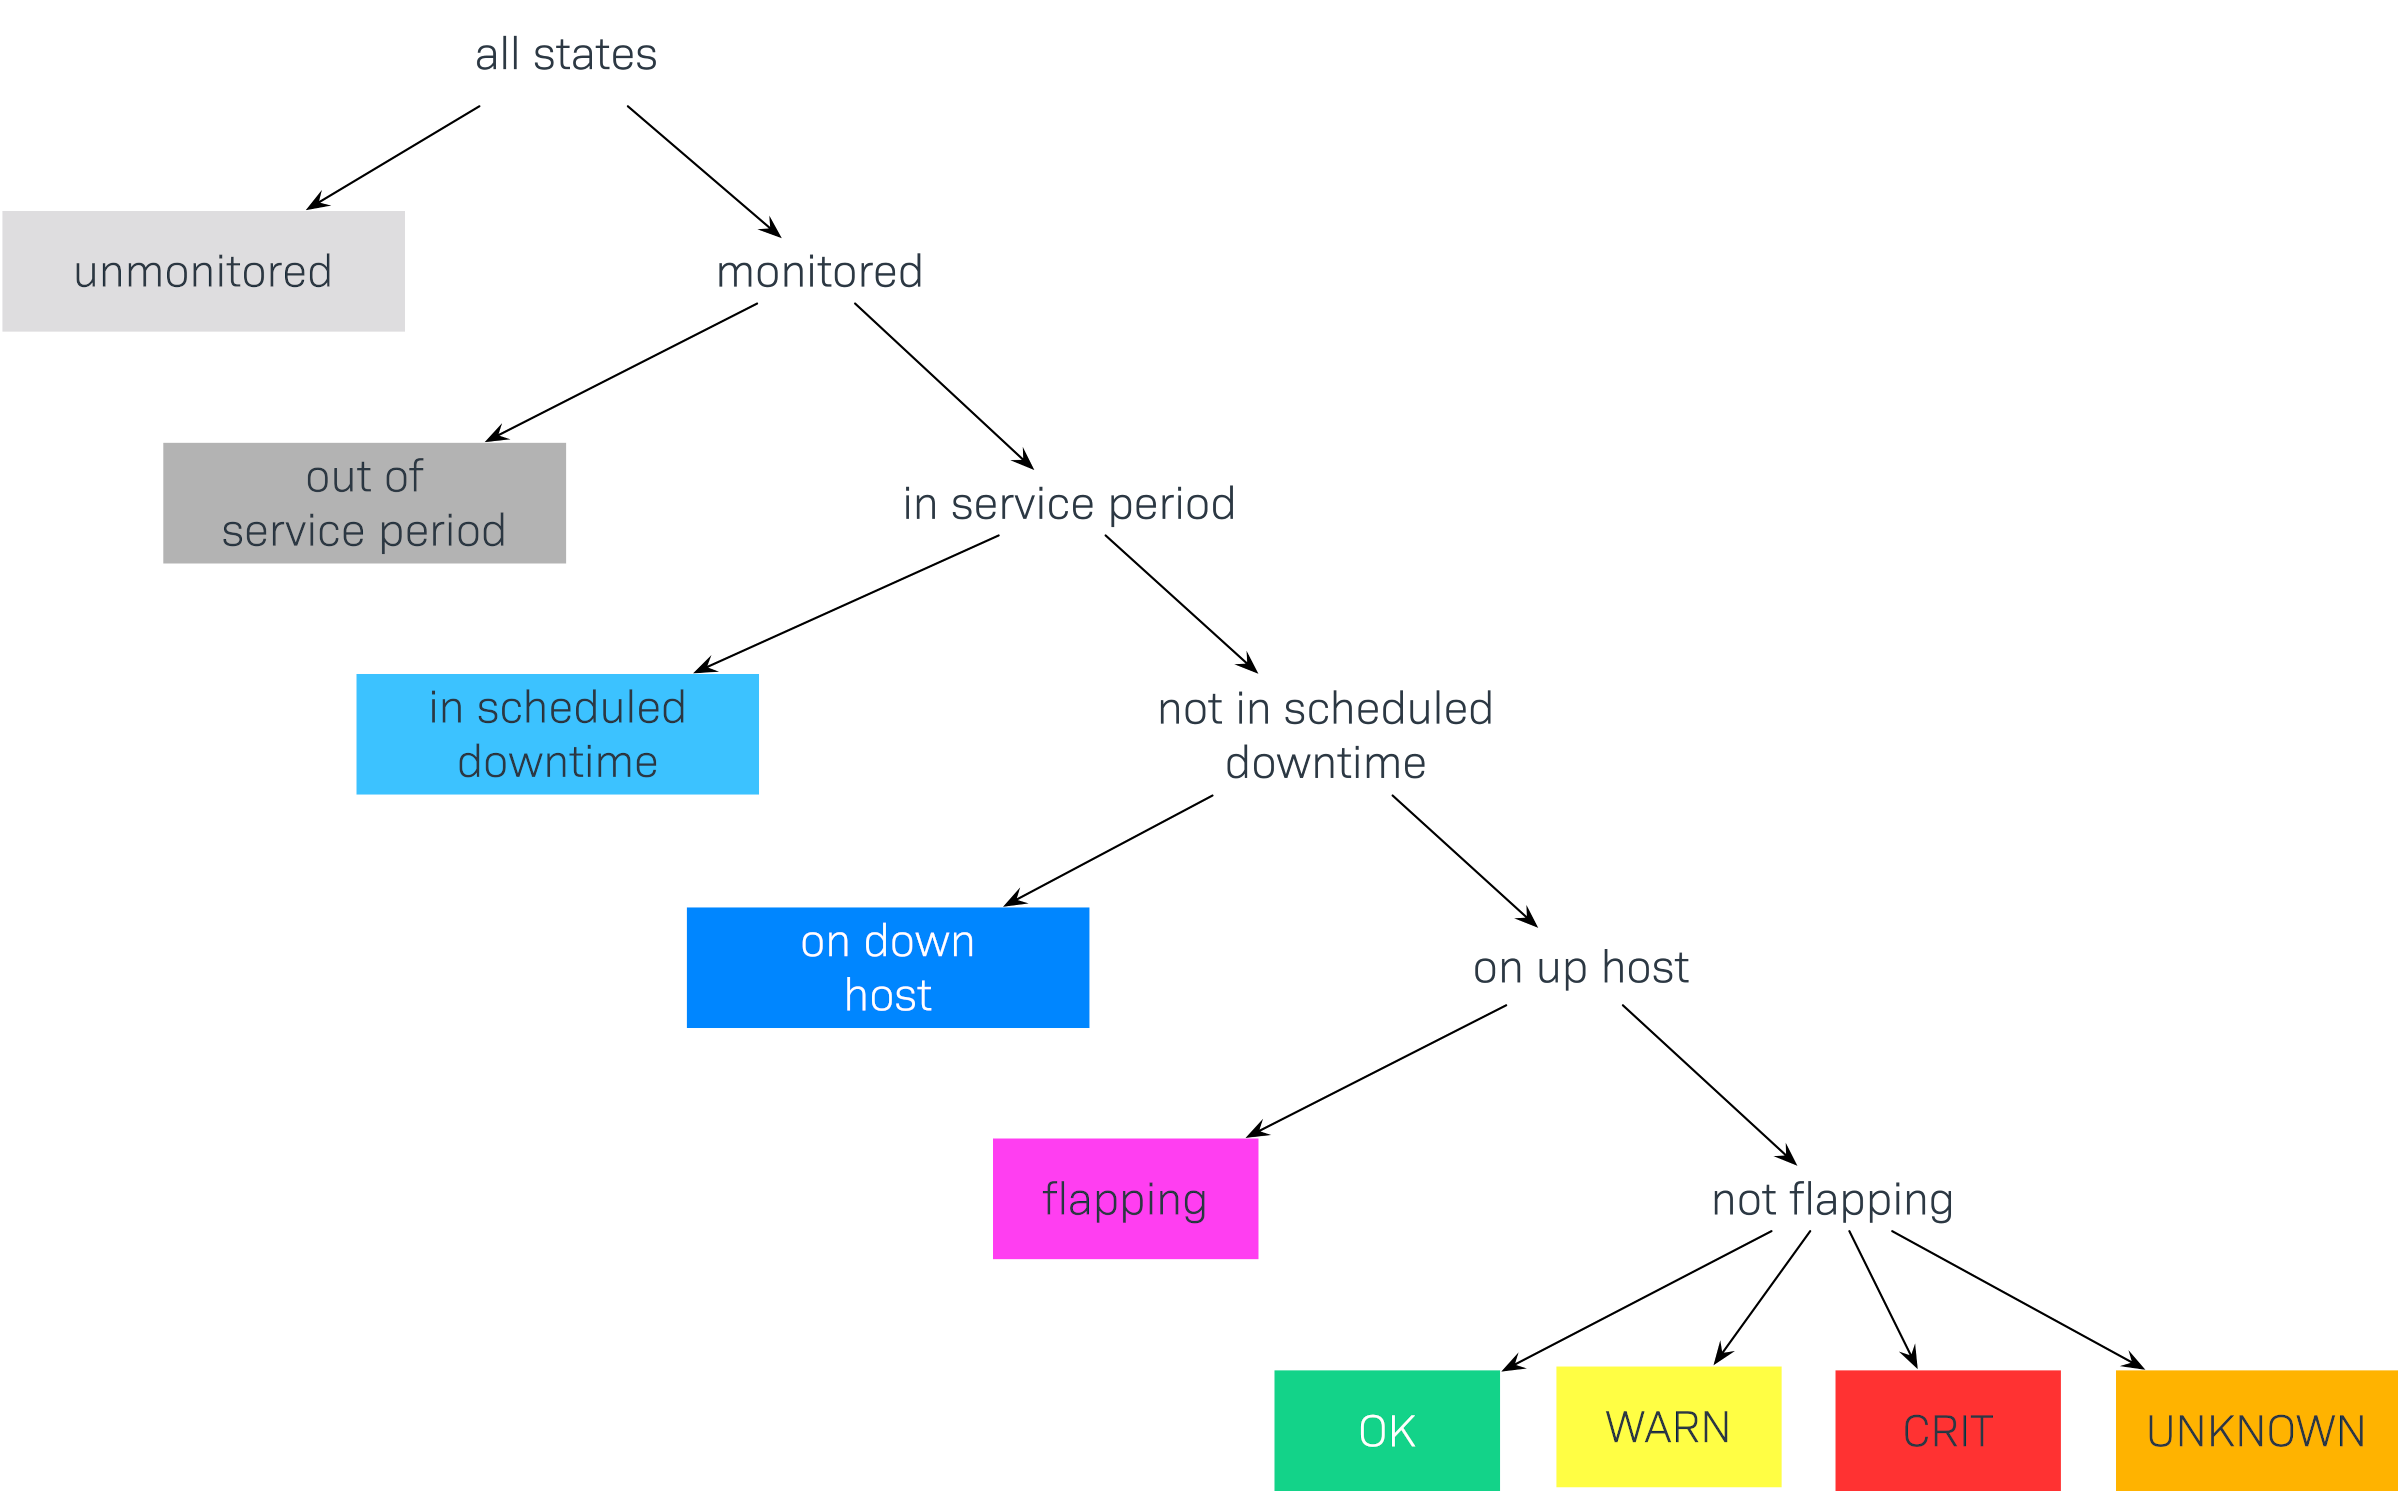 all states
unmonitored
monitored
out of
service period
in service period
in scheduled
downtime
not in scheduled
downtime
on down
host
on up host
flapping
not flapping
OK
WARN
CRIT
UNKNOWN